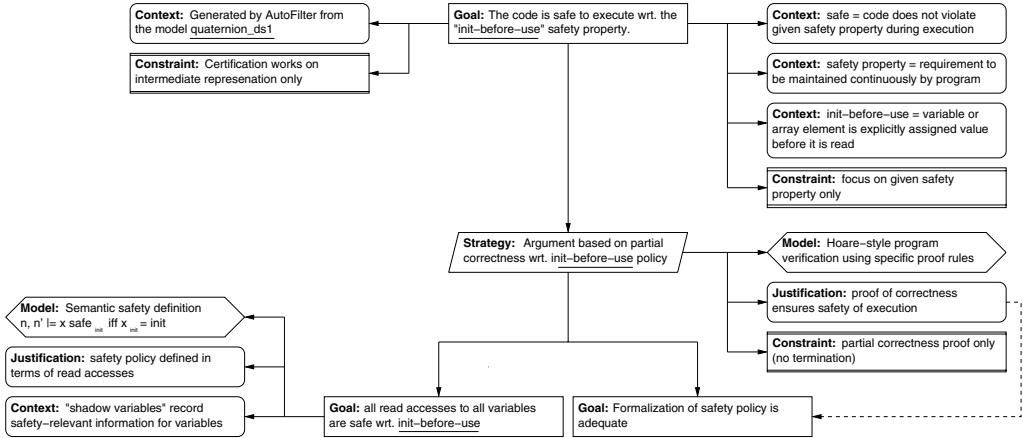 Context: Generated by AutoFilter from
the model quaternion_ds1
Constraint: Certification works on
intermediate represenation only
Goal: The code is safe to execute wrt. the
"init-before-use" safety property.
Context: safe = code does not violate
given safety property during execution
Context: safety property = requirement to
be maintained continuously by program
Context: init-before-use = variable or
array element is explicitly assigned value
before it is read
Constraint: focus on given safety
property only
Strategy: Argument based on partial
correctness wrt. init-before-use policy
Model: Hoare-style program
verification using specific proof rules
Justification: proof of correctness
ensures safety of execution
Constraint: partial correctness proof only
(no termination)
Model: Semantic safety definition
n, n' |= x safe init iff x init = init
Justification: safety policy defined in
terms of read accesses
Context: "shadow variables" record
safety-relevant information for variables
Goal: all read accesses to all variables
are safe wrt. init-before-use
Goal: Formalization of safety policy is
adequate